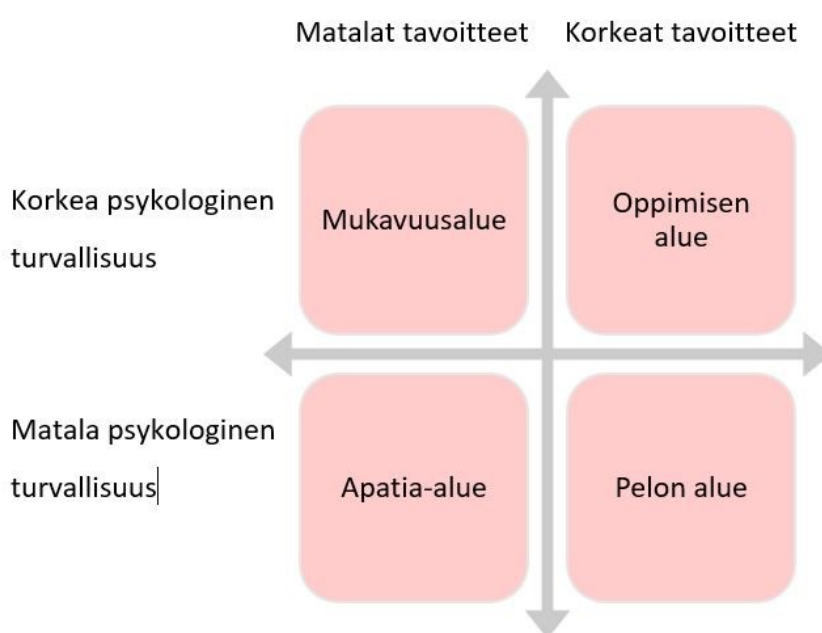 Matalat tavoitteet
Korkeat tavoitteet
Korkea psykologinen
turvallisuus
Mukavuusalue
Oppimisen
alue
Matala psykologinen
turvallisuus
Apatia-alue
Pelon alue